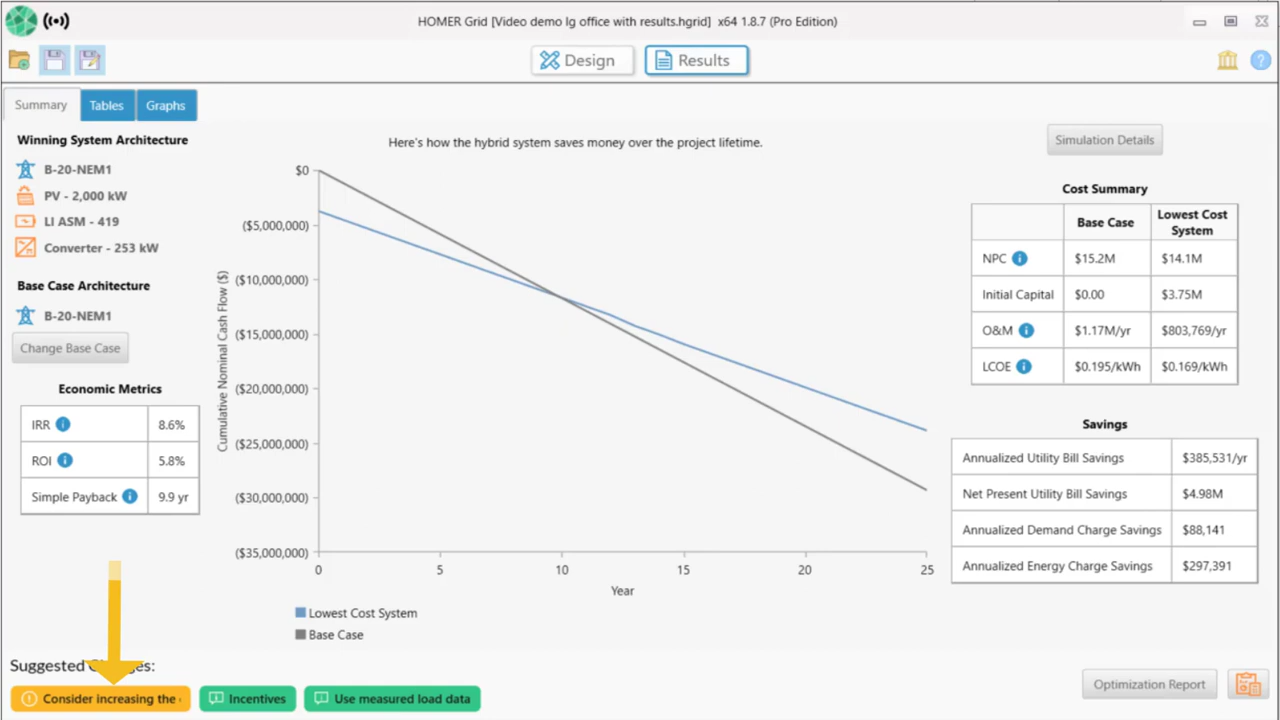 HOMER Grid [Video demo lg office with results.hgrid] x64 1.8.7 (Pro Edition)
Design
Results
Summary
Tables
Graphs
Winning System Architecture
B-20-NEM1
PV - 2,000 kW
LI ASM - 419
Converter - 253 kW
Base Case Architecture
B-20-NEM1
Change Base Case
Economic Metrics
IRR 8.6%
ROI 5.8%
Simple Payback 9.9 yr
Here's how the hybrid system saves money over the project lifetime.
Cumulative Nominal Cash Flow ($)
$0
($5,000,000)
($10,000,000)
($15,000,000)
($20,000,000)
($25,000,000)
($30,000,000)
($35,000,000)
0 5 10 15 20 25
Year
Lowest Cost System
Base Case
Simulation Details
Cost Summary
Base Case Lowest Cost
System
NPC $15.2M $14.1M
Initial Capital $0.00 $3.75M
O&M $1.17M/yr $803,769/yr
LCOE $0.195/kWh $0.169/kWh
Savings
Annualized Utility Bill Savings $385,531/yr
Net Present Utility Bill Savings $4.98M
Annualized Demand Charge Savings $88,141
Annualized Energy Charge Savings $297,391
Suggested :
Consider increasing the
Incentives
Use measured load data
Optimization Report